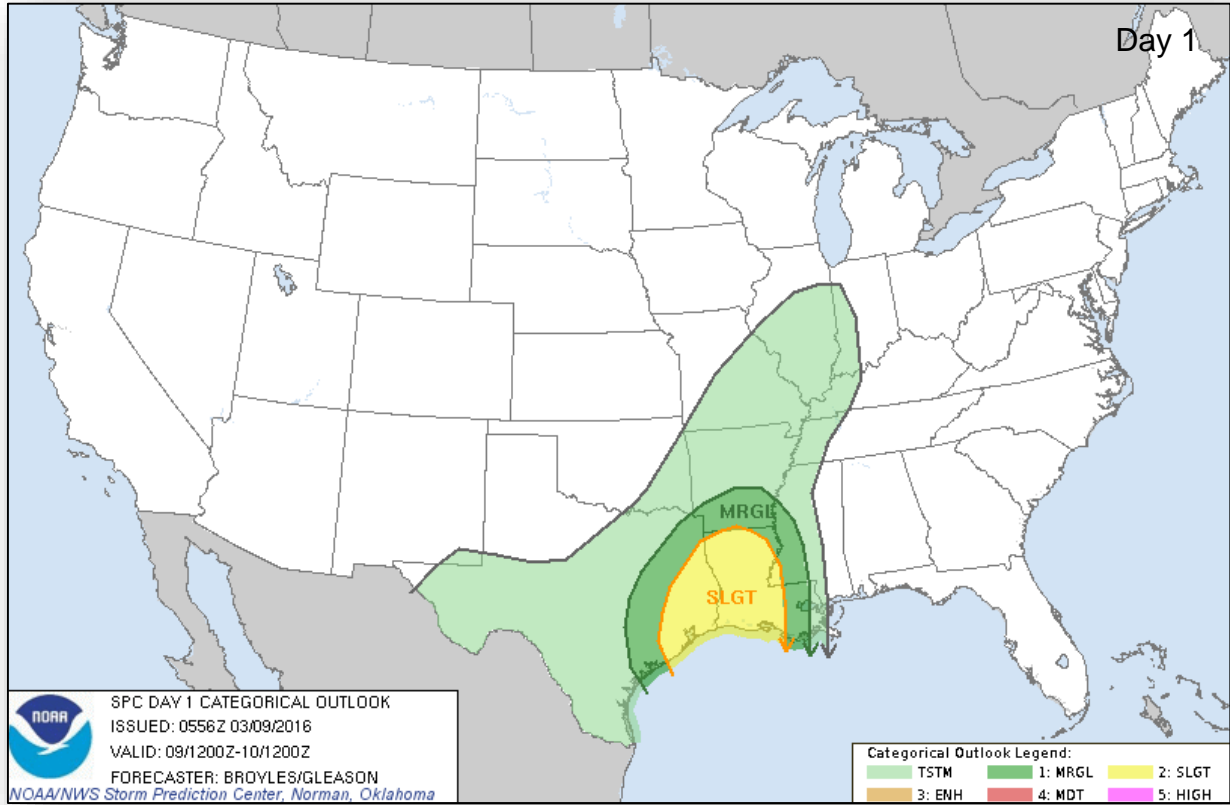 Day 1
MRGL
SLGT
NOAA
SPC DAY 1 CATEGORICAL OUTLOOK
ISSUED: 0556Z 03/09/2016
VALID: 09/1200Z-10/1200Z
FORECASTER: BROYLES/GLEASON
NOAA/NWS Storm Prediction Center, Norman, Oklahoma
Categorical Outlook Legend:
TSTM 1: MRGL 2: SLGT
3: ENH 4: MDT 5: HIGH